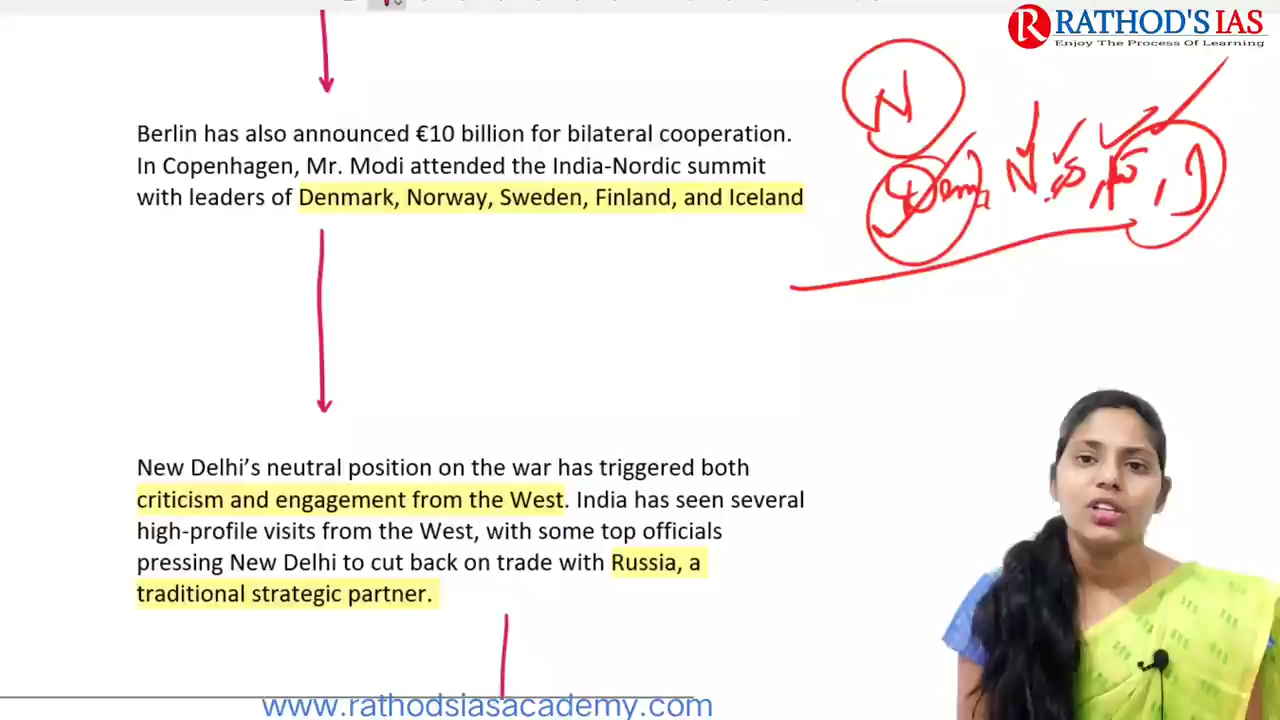 RATHOD'S IAS
Enjoy The Process Of Learning
R
N
Berlin has also announced €10 billion for bilateral cooperation.
In Copenhagen, Mr. Modi attended the India-Nordic summit
with leaders of Denmark, Norway, Sweden, Finland, and Iceland
N, S, F, I
New Delhi's neutral position on the war has triggered both
criticism and engagement from the West. India has seen several
high-profile visits from the West, with some top officials
pressing New Delhi to cut back on trade with Russia, a
traditional strategic partner.
www.rathodsiasacademy.com